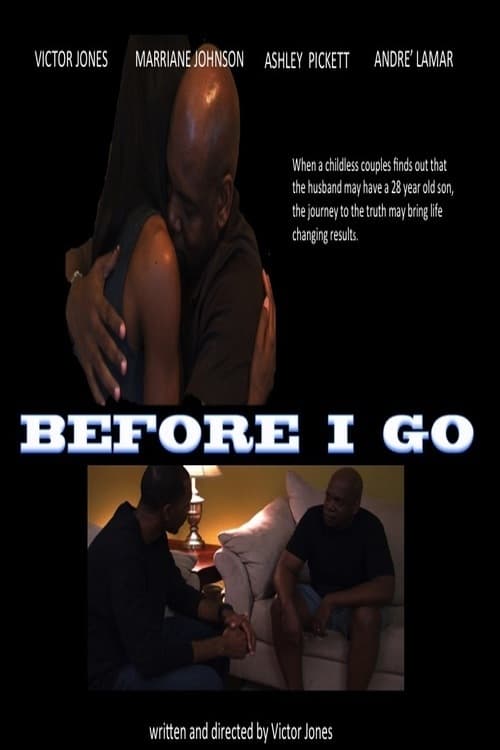 VICTOR JONES MARRIANE JOHNSON ASHLEY PICKETT ANDRE' LAMAR
When a childless couples finds out that
the husband may have a 28 year old son,
the journey to the truth may bring life
changing results.
BEFORE I GO
written and directed by Victor Jones